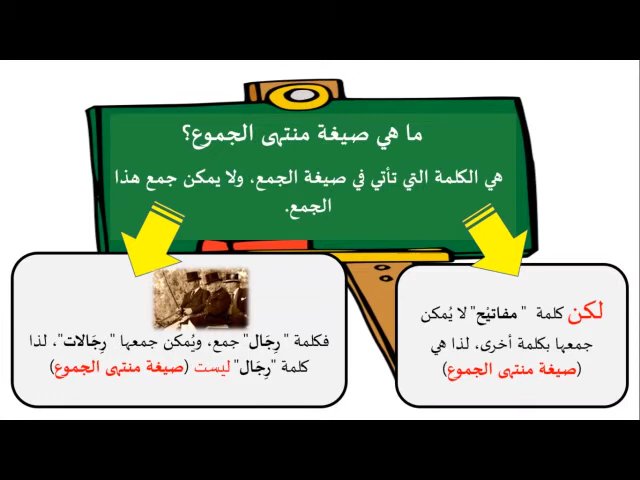 ما هي صيغة منتهى الجموع؟
هي الكلمة التي تأتي في صيغة الجمع، ولا يمكن جمع هذا
الجمع.
فكلمة " رِجَال" جمع، ويُمكن جمعها " رِجَالات"، لذا
كلمة "رِجَال" ليست (صيغة منتهى الجموع)
لكن كلمة " مفاتيْح" لا يُمكن
جمعها بكلمة أخرى، لذا هي
(صيغة منتهى الجموع)